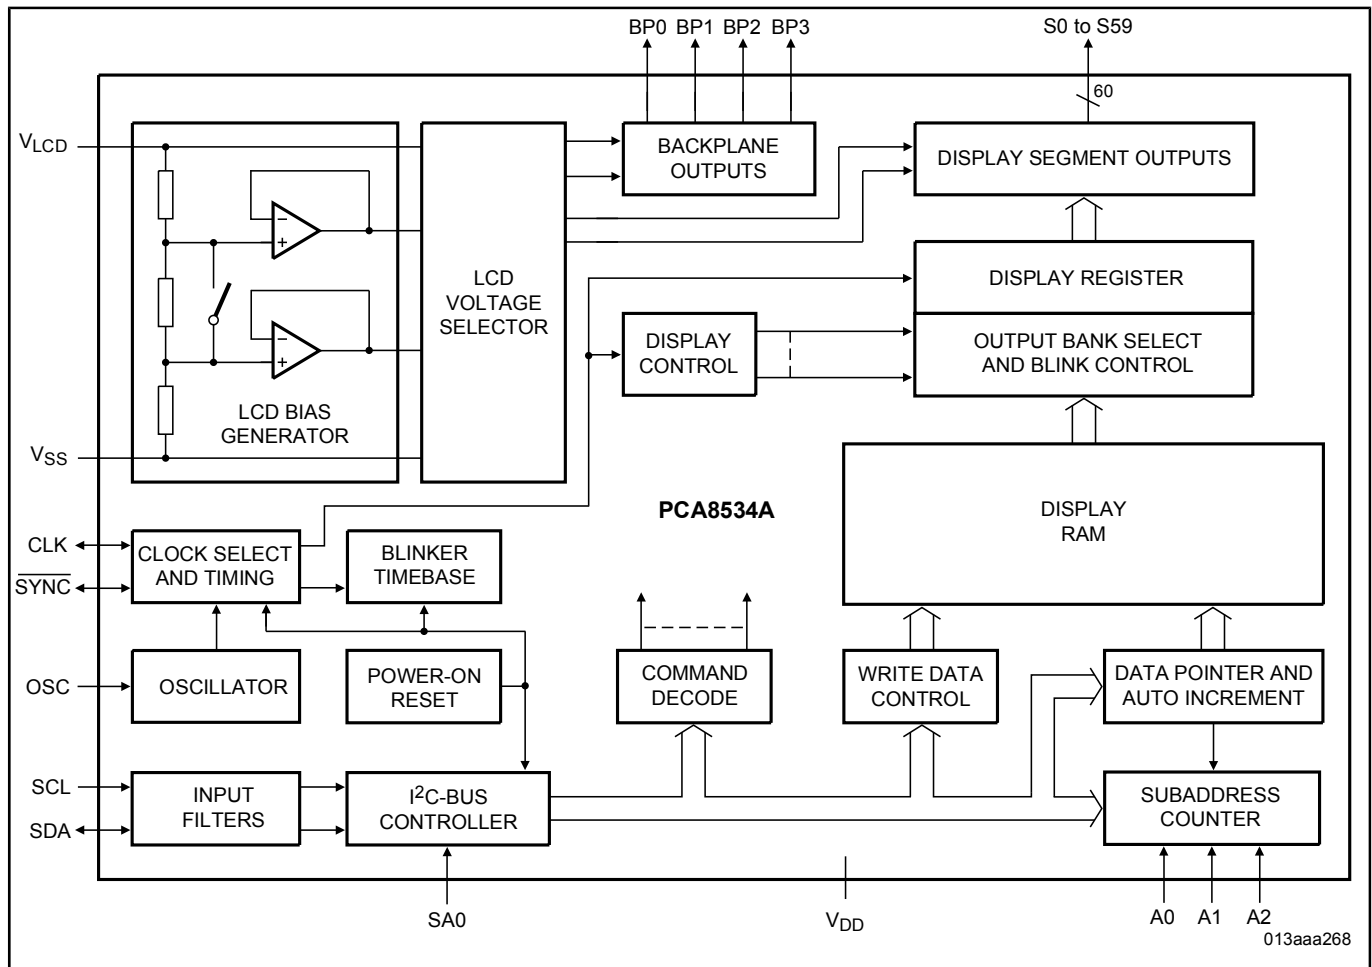 BP0 BP1 BP2 BP3
S0 to S59
60
VLCD
BACKPLANE
OUTPUTS
DISPLAY SEGMENT OUTPUTS
−
+
LCD
VOLTAGE
SELECTOR
DISPLAY REGISTER
−
+
DISPLAY
CONTROL
OUTPUT BANK SELECT
AND BLINK CONTROL
LCD BIAS
GENERATOR
VSS
PCA8534A
DISPLAY
RAM
CLK
SYNC
CLOCK SELECT
AND TIMING
BLINKER
TIMEBASE
OSC
OSCILLATOR
POWER-ON
RESET
COMMAND
DECODE
WRITE DATA
CONTROL
DATA POINTER AND
AUTO INCREMENT
SCL
SDA
INPUT
FILTERS
I²C-BUS
CONTROLLER
SUBADDRESS
COUNTER
SA0
VDD
A0 A1 A2
013aaa268